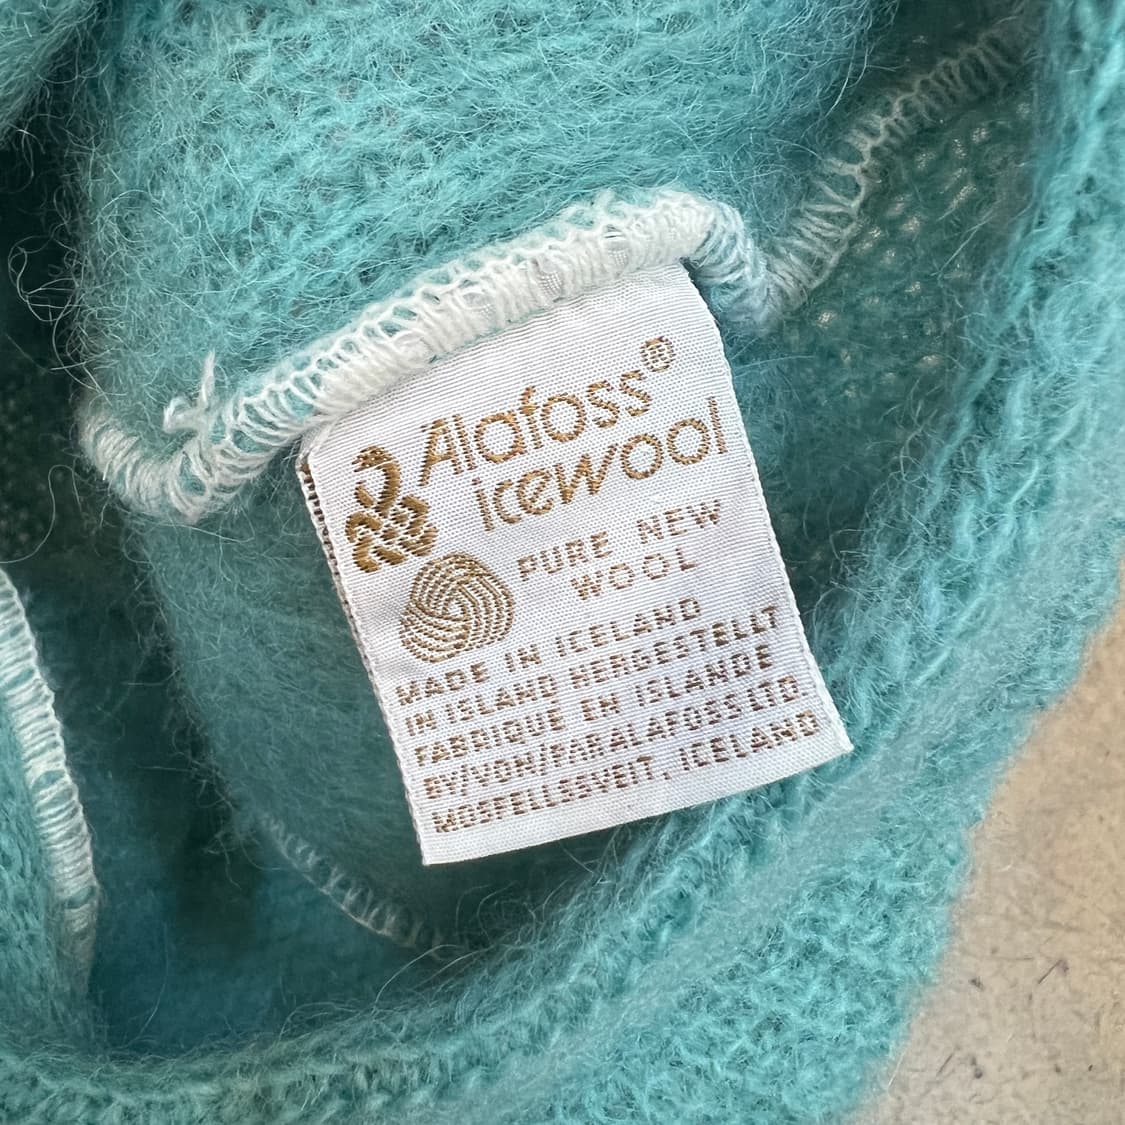 Alafoss®
icewool
PURE NEW
WOOL
MADE IN ICELAND
IN ISLAND HERGESTELLT
FABRIQUE EN ISLANDE
BY/VON/PAR ALAFOSS LTD.
MOSFELLSSVEIT, ICELAND